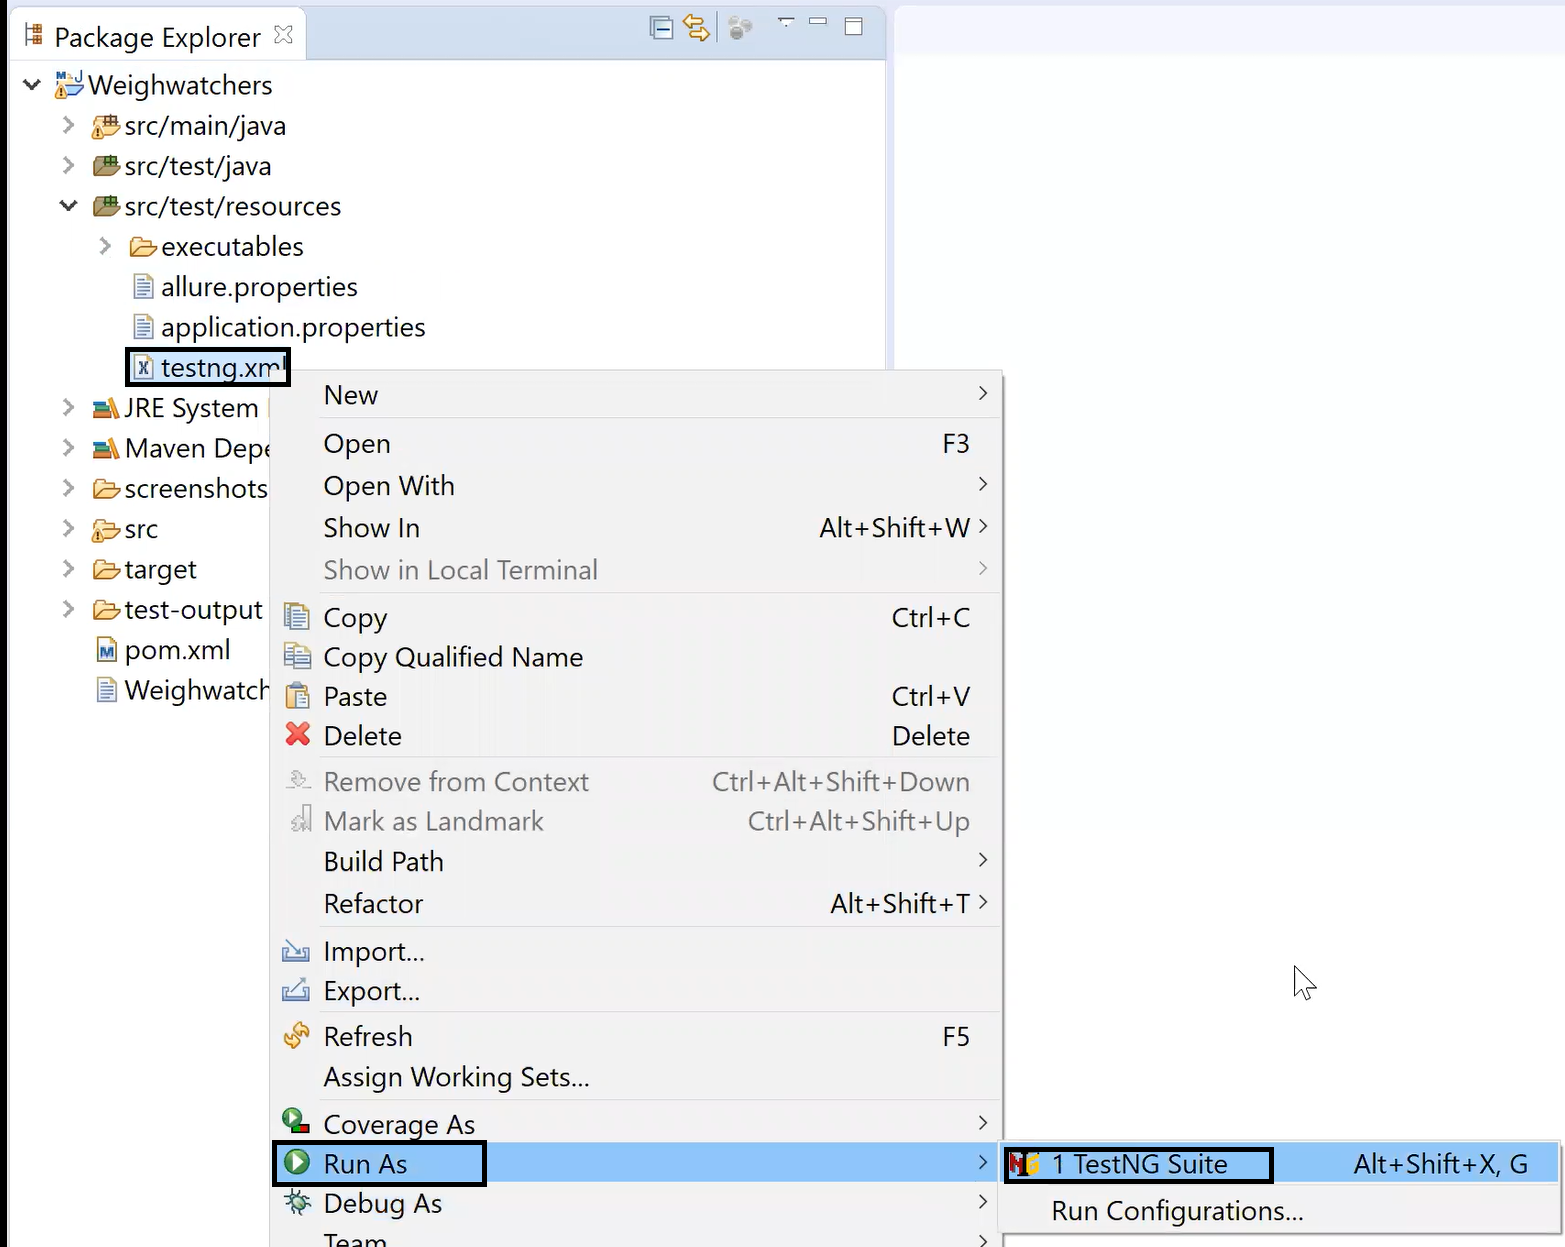 Package Explorer
Weighwatchers
src/main/java
src/test/java
src/test/resources
executables
allure.properties
application.properties
testng.xml
JRE System
Maven Depe
screenshots
src
target
test-output
pom.xml
Weighwatch
New
Open F3
Open With
Show In Alt+Shift+W
Show in Local Terminal
Copy Ctrl+C
Copy Qualified Name
Paste Ctrl+V
Delete Delete
Remove from Context Ctrl+Alt+Shift+Down
Mark as Landmark Ctrl+Alt+Shift+Up
Build Path
Refactor Alt+Shift+T
Import...
Export...
Refresh F5
Assign Working Sets...
Coverage As
Run As
Debug As
Team
1 TestNG Suite Alt+Shift+X, G
Run Configurations...